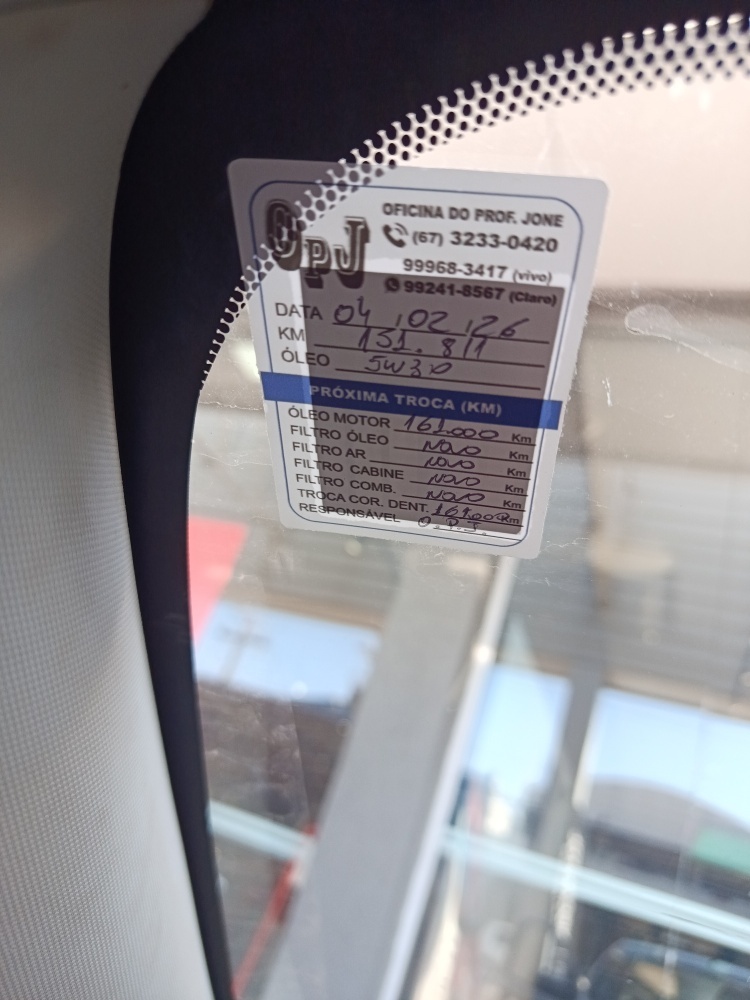 OPJ
OFICINA DO PROF. JONE
(67) 3233-0420
99968-3417 (vivo)
99241-8567 (Claro)
DATA 04/02/26
KM 151.811
ÓLEO 5W30
PRÓXIMA TROCA (KM)
ÓLEO MOTOR 161.000 Km
FILTRO ÓLEO NOVO Km
FILTRO AR NOVO Km
FILTRO CABINE NOVO Km
FILTRO COMB. NOVO Km
TROCA COR. DENT. 161.000 Km
RESPONSÁVEL O.P.J.